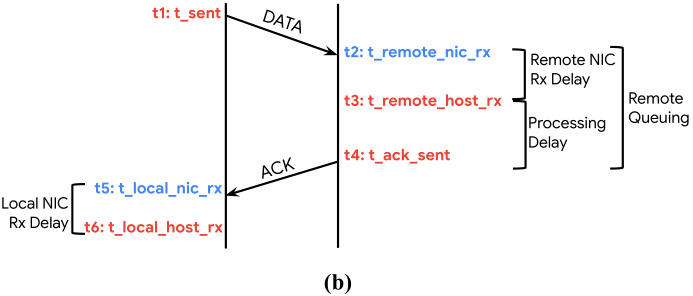 t1: t_sent
DATA
t2: t_remote_nic_rx
Remote NIC
Rx Delay
t3: t_remote_host_rx
Remote
Queuing
Processing
Delay
t4: t_ack_sent
ACK
t5: t_local_nic_rx
Local NIC
Rx Delay
t6: t_local_host_rx
(b)